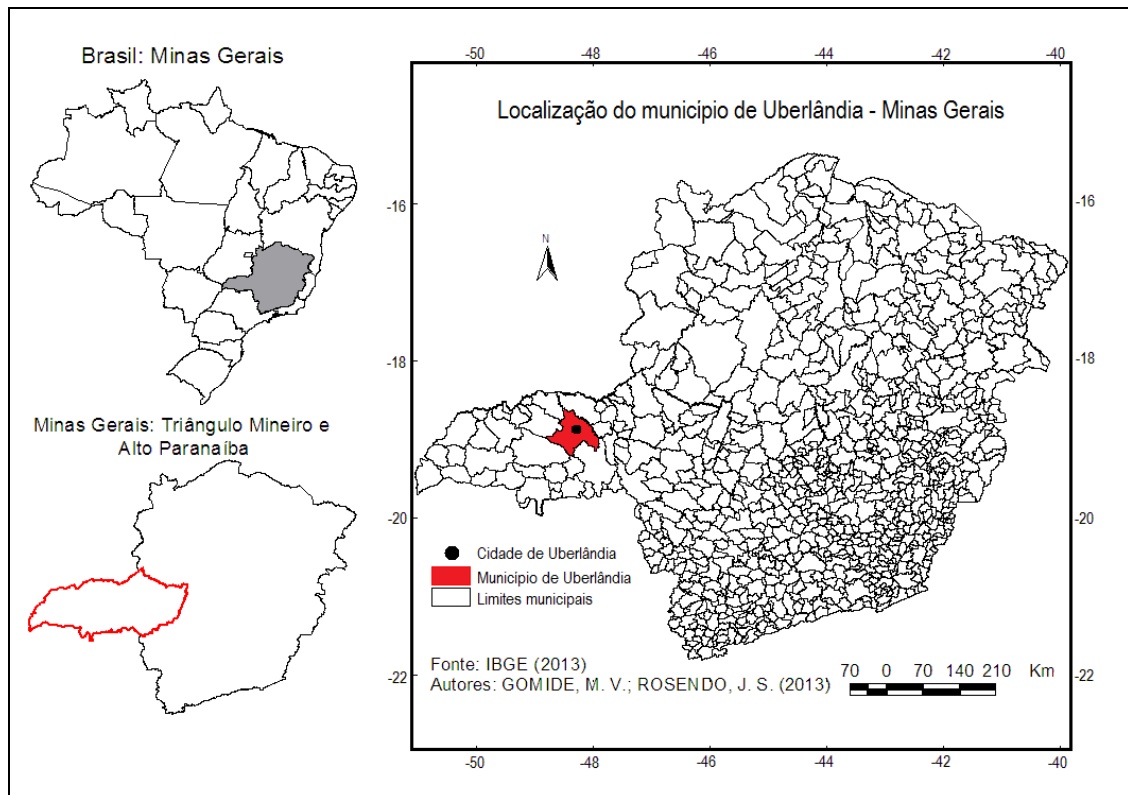 Brasil: Minas Gerais
Minas Gerais: Triângulo Mineiro e
Alto Paranaíba
-50 -48 -46 -44 -42 -40
Localização do município de Uberlândia - Minas Gerais
N
-16 -16
-18 -18
-20 -20
-22 -22
Cidade de Uberlândia
Município de Uberlândia
Limites municipais
Fonte: IBGE (2013)
Autores: GOMIDE, M. V.; ROSENDO, J. S. (2013)
70 0 70 140 210 Km
-50 -48 -46 -44 -42 -40